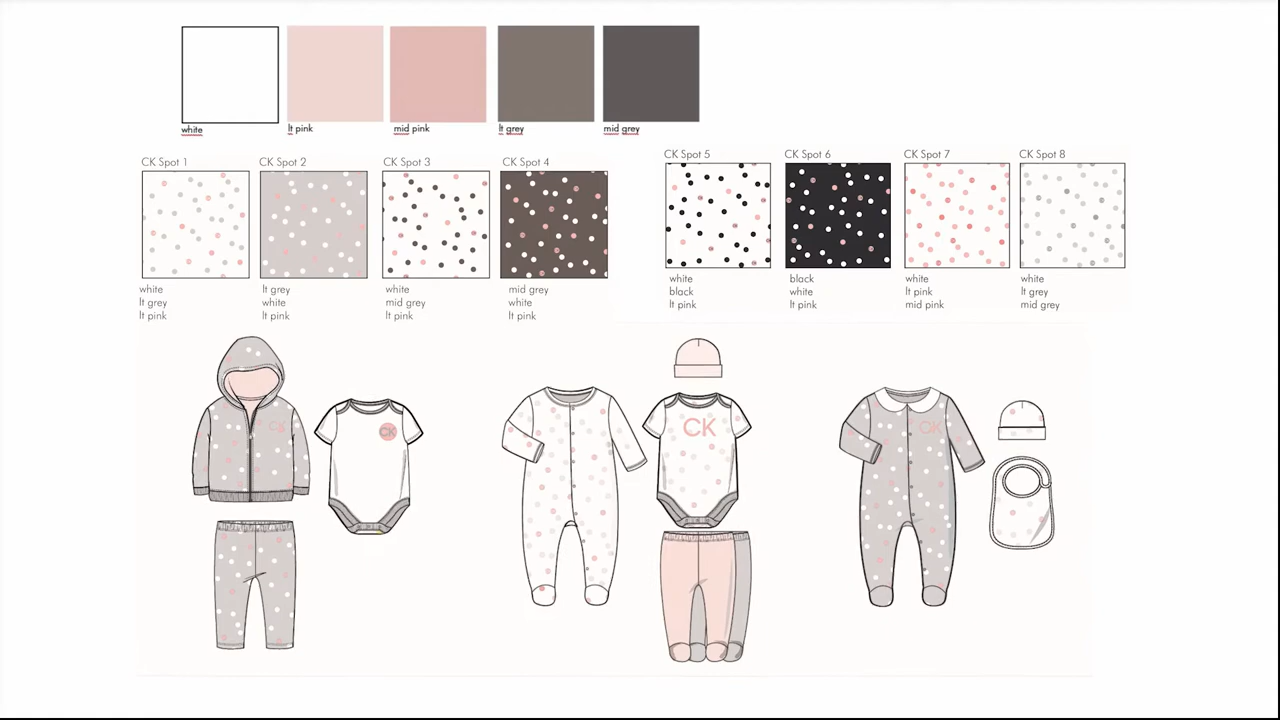 white
lt pink
mid pink
lt grey
mid grey
CK Spot 1
CK Spot 2
CK Spot 3
CK Spot 4
CK Spot 5
CK Spot 6
CK Spot 7
CK Spot 8
white
lt grey
lt pink
lt grey
white
lt pink
white
mid grey
lt pink
mid grey
white
lt pink
white
black
lt pink
black
white
lt pink
white
lt pink
mid pink
white
lt grey
mid grey
CK
CK
CK
CK